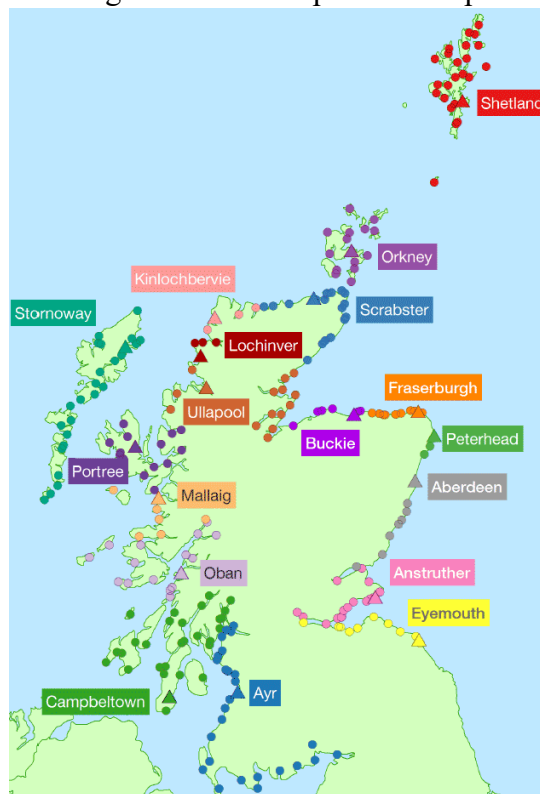 Shetland
Orkney
Kinlochbervie
Stornoway
Scrabster
Lochinver
Fraserburgh
Ullapool
Buckie
Peterhead
Portree
Aberdeen
Mallaig
Anstruther
Oban
Eyemouth
Campbeltown
Ayr